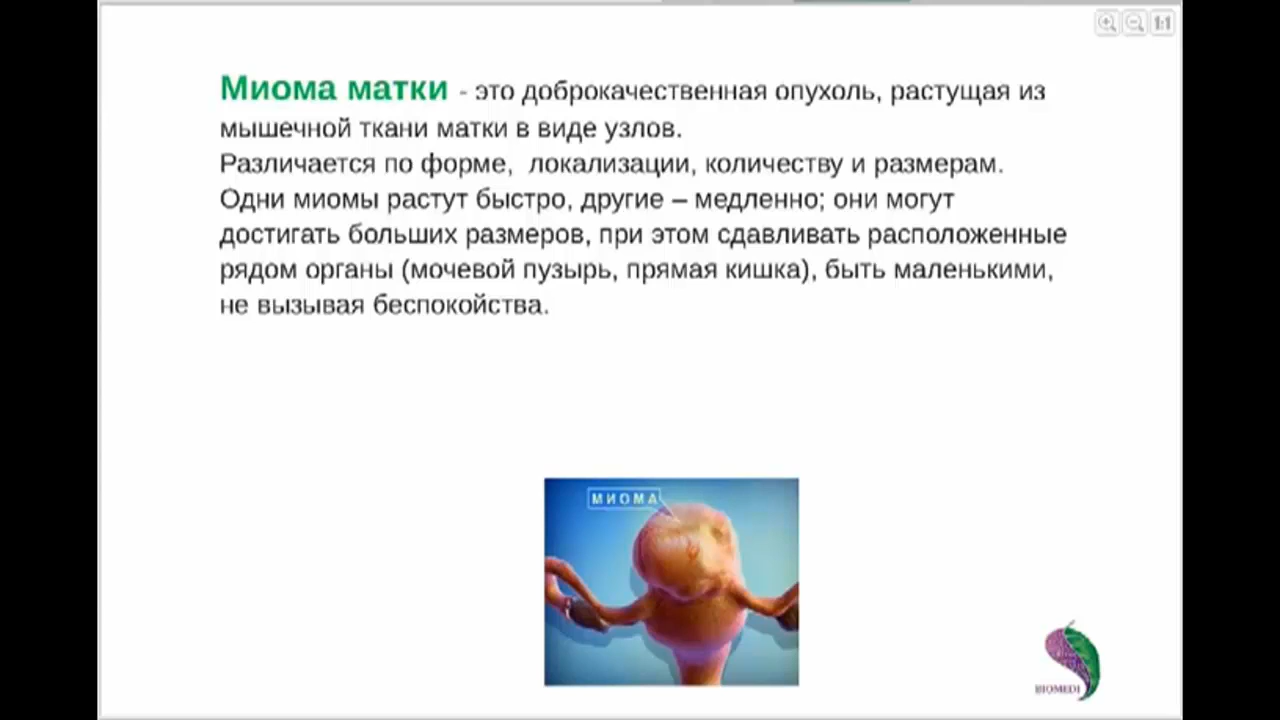 1:1
Миома матки - это доброкачественная опухоль, растущая из
мышечной ткани матки в виде узлов.
Различается по форме, локализации, количеству и размерам.
Одни миомы растут быстро, другие – медленно; они могут
достигать больших размеров, при этом сдавливать расположенные
рядом органы (мочевой пузырь, прямая кишка), быть маленькими,
не вызывая беспокойства.
МИОМА
BIOMEDI